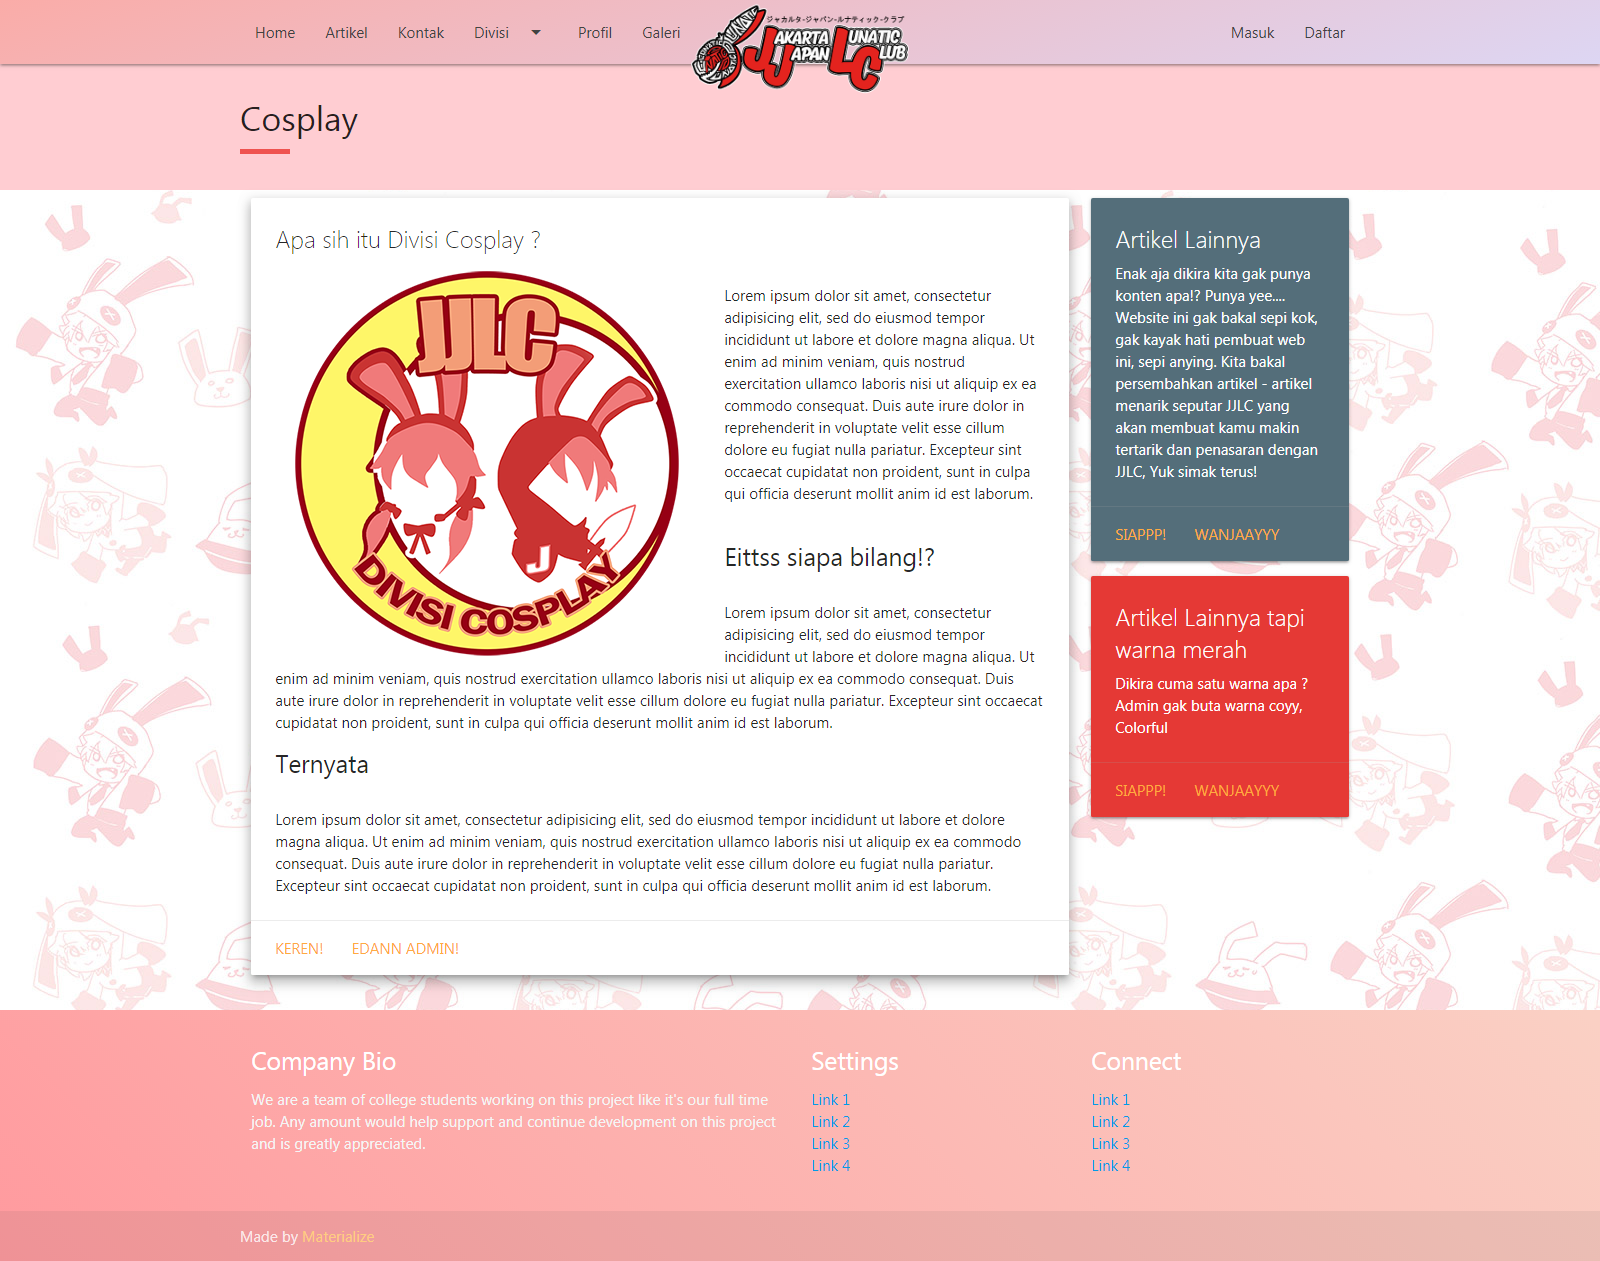 Home Artikel Kontak Divisi Profil Galeri
ジャカルタ-ジャパン-ルナティック-クラブ
JAKARTA LUNATIC
JAPAN CLUB
Masuk Daftar
Cosplay
Apa sih itu Divisi Cosplay ?
JJLC
J
DIVISI COSPLAY
Lorem ipsum dolor sit amet, consectetur
adipisicing elit, sed do eiusmod tempor
incididunt ut labore et dolore magna aliqua. Ut
enim ad minim veniam, quis nostrud
exercitation ullamco laboris nisi ut aliquip ex ea
commodo consequat. Duis aute irure dolor in
reprehenderit in voluptate velit esse cillum
dolore eu fugiat nulla pariatur. Excepteur sint
occaecat cupidatat non proident, sunt in culpa
qui officia deserunt mollit anim id est laborum.
Eittss siapa bilang!?
Lorem ipsum dolor sit amet, consectetur
adipisicing elit, sed do eiusmod tempor
incididunt ut labore et dolore magna aliqua. Ut
enim ad minim veniam, quis nostrud exercitation ullamco laboris nisi ut aliquip ex ea commodo consequat. Duis
aute irure dolor in reprehenderit in voluptate velit esse cillum dolore eu fugiat nulla pariatur. Excepteur sint occaecat
cupidatat non proident, sunt in culpa qui officia deserunt mollit anim id est laborum.
Ternyata
Lorem ipsum dolor sit amet, consectetur adipisicing elit, sed do eiusmod tempor incididunt ut labore et dolore
magna aliqua. Ut enim ad minim veniam, quis nostrud exercitation ullamco laboris nisi ut aliquip ex ea commodo
consequat. Duis aute irure dolor in reprehenderit in voluptate velit esse cillum dolore eu fugiat nulla pariatur.
Excepteur sint occaecat cupidatat non proident, sunt in culpa qui officia deserunt mollit anim id est laborum.
KEREN! EDANN ADMIN!
Artikel Lainnya
Enak aja dikira kita gak punya
konten apa!? Punya yee....
Website ini gak bakal sepi kok,
gak kayak hati pembuat web
ini, sepi anying. Kita bakal
persembahkan artikel - artikel
menarik seputar JJLC yang
akan membuat kamu makin
tertarik dan penasaran dengan
JJLC, Yuk simak terus!
SIAPPP! WANJAAYYY
Artikel Lainnya tapi
warna merah
Dikira cuma satu warna apa ?
Admin gak buta warna coyy,
Colorful
SIAPPP! WANJAAYYY
Company Bio
We are a team of college students working on this project like it's our full time
job. Any amount would help support and continue development on this project
and is greatly appreciated.
Settings
Link 1
Link 2
Link 3
Link 4
Connect
Link 1
Link 2
Link 3
Link 4
Made by Materialize